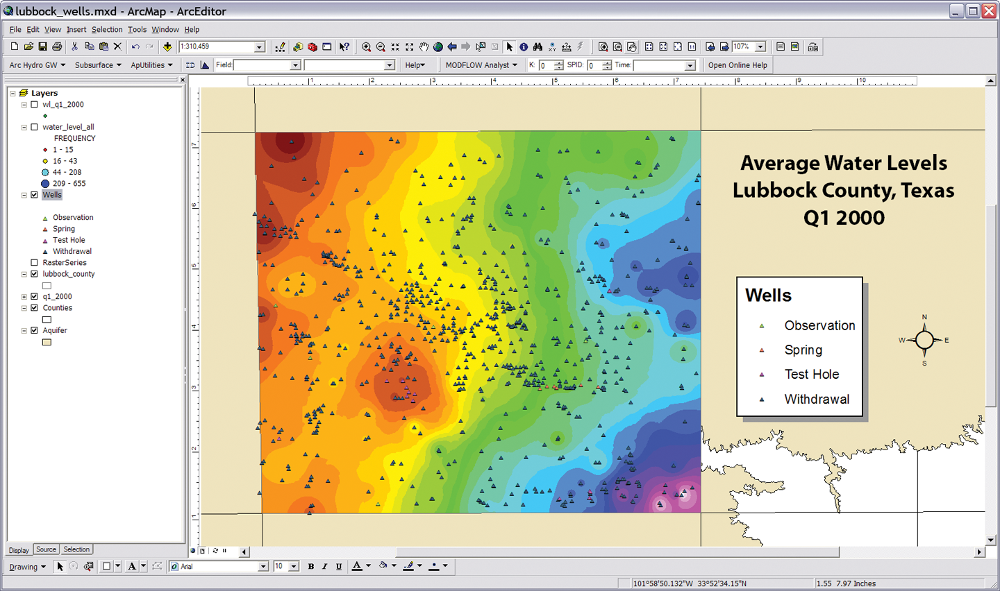 lubbock_wells.mxd - ArcMap - ArcEditor
File Edit View Insert Selection Tools Window Help
1:310,459
107%
Arc Hydro GW Subsurface ApUtilities ID Field: Help MODFLOW Analyst K: 0 SPID: 0 Time: Open Online Help
Layers
wl_q1_2000
water_level_all
FREQUENCY
1 - 15
16 - 43
44 - 208
209 - 655
Wells
Observation
Spring
Test Hole
Withdrawal
RasterSeries
lubbock_county
q1_2000
Counties
Aquifer
Display Source Selection
1 2 3 4 5 6 7 8 9 10
7
6
5
4
3
2
1
Average Water Levels
Lubbock County, Texas
Q1 2000
Wells
Observation
Spring
Test Hole
Withdrawal
N
W E
S
Drawing A Arial 10 B I U A
101°58'50.132"W 33°52'34.15"N 1.55 7.97 Inches